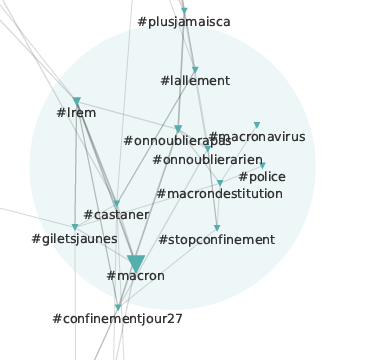 #plusjamaisca
#lallement
#lrem
#onnoublierapas
#macronavirus
#onnoublierarien
#police
#macrondestitution
#castaner
#giletsjaunes
#stopconfinement
#macron
#confinementjour27